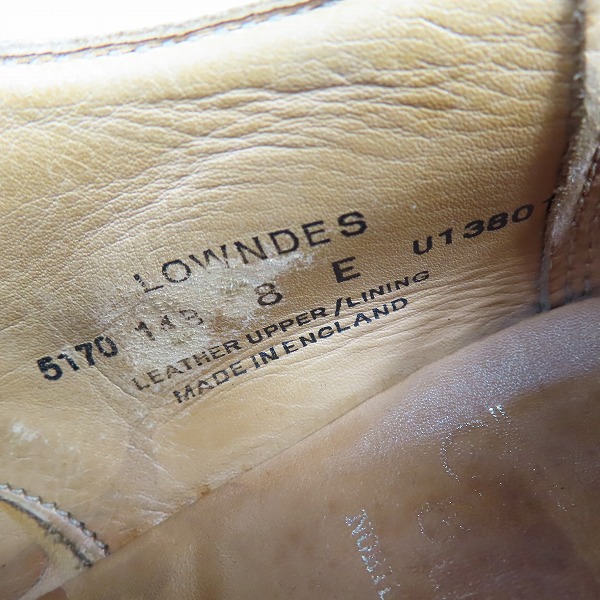 LOWNDES
5170 8 E U1380
LEATHER UPPER/LINING
MADE IN ENGLAND